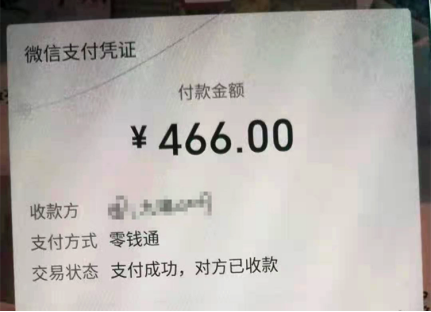 微信支付凭证
付款金额
¥ 466.00
收款方
支付方式 零钱通
交易状态 支付成功，对方已收款